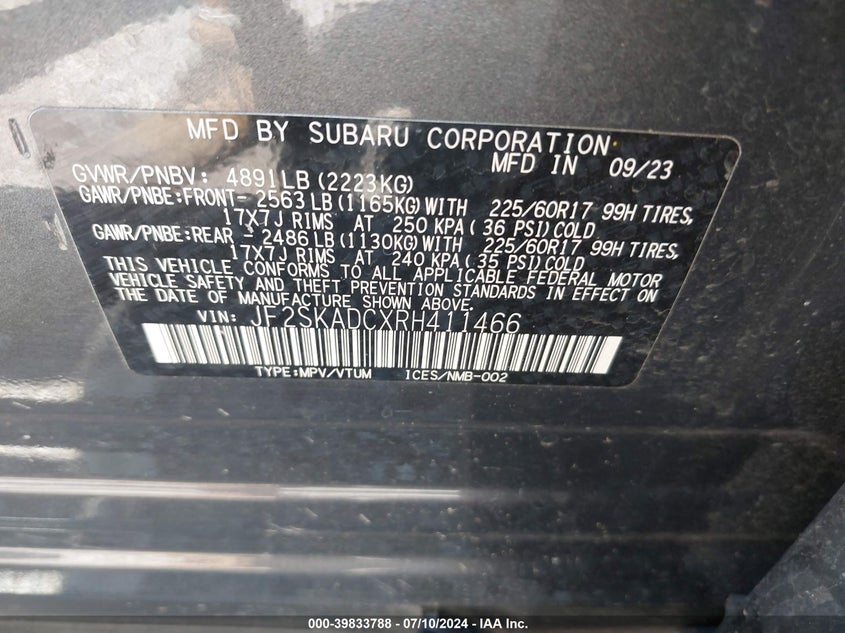 MFD BY SUBARU CORPORATION
MFD IN 09/23
GVWR/PNBV: 4891LB (2223KG)
GAWR/PNBE:FRONT- 2563 LB (1165KG) WITH 225/60R17 99H TIRES,
17X7J RIMS AT 250 KPA ( 36 PSI) COLD
GAWR/PNBE:REAR - 2486 LB (1130KG) WITH 225/60R17 99H TIRES,
17X7J RIMS AT 240 KPA ( 35 PSI) COLD
THIS VEHICLE CONFORMS TO ALL APPLICABLE FEDERAL MOTOR
VEHICLE SAFETY AND THEFT PREVENTION STANDARDS IN EFFECT ON
THE DATE OF MANUFACTURE SHOWN ABOVE.
VIN: JF2SKADCXRH411466
TYPE:MPV/VTUM ICES/NMB-002
000-39833788 - 07/10/2024 - IAA Inc.